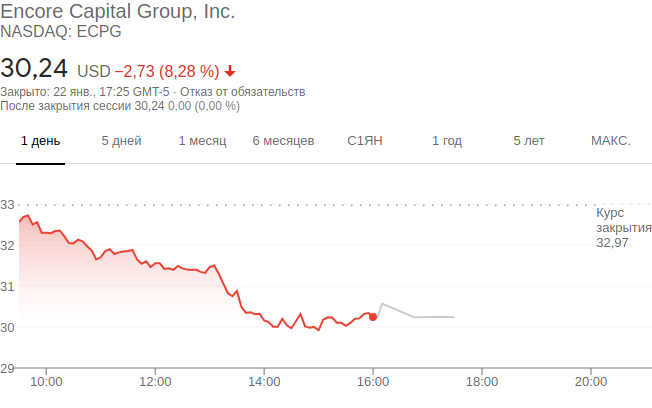 Encore Capital Group, Inc.
NASDAQ: ECPG
30,24 USD −2,73 (8,28 %)
Закрыто: 22 янв., 17:25 GMT-5 · Отказ от обязательств
После закрытия сессии 30,24 0,00 (0,00 %)
1 день 5 дней 1 месяц 6 месяцев С1ЯН 1 год 5 лет МАКС.
33
Курс
закрытия
32,97
32
31
30
29
10:00 12:00 14:00 16:00 18:00 20:00